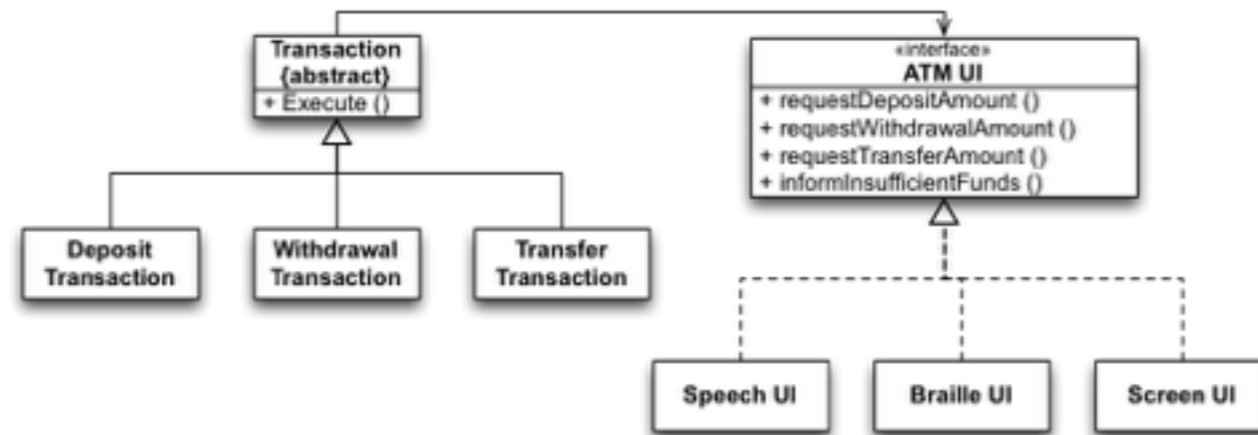 Transaction
{abstract}
+ Execute ()
«interface»
ATM UI
+ requestDepositAmount ()
+ requestWithdrawalAmount ()
+ requestTransferAmount ()
+ informInsufficientFunds ()
Deposit
Transaction
Withdrawal
Transaction
Transfer
Transaction
Speech UI
Braille UI
Screen UI